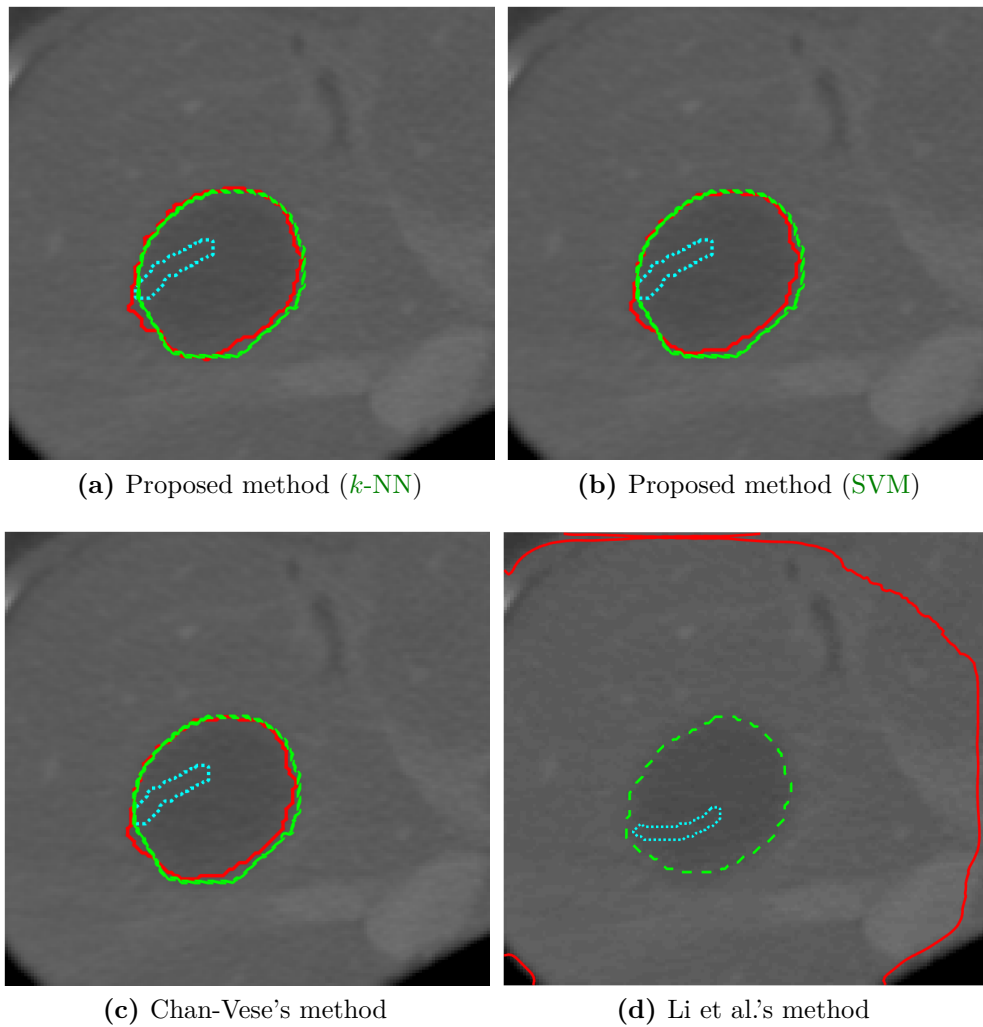 (a) Proposed method (k-NN)
(b) Proposed method (SVM)
(c) Chan-Vese's method
(d) Li et al.'s method